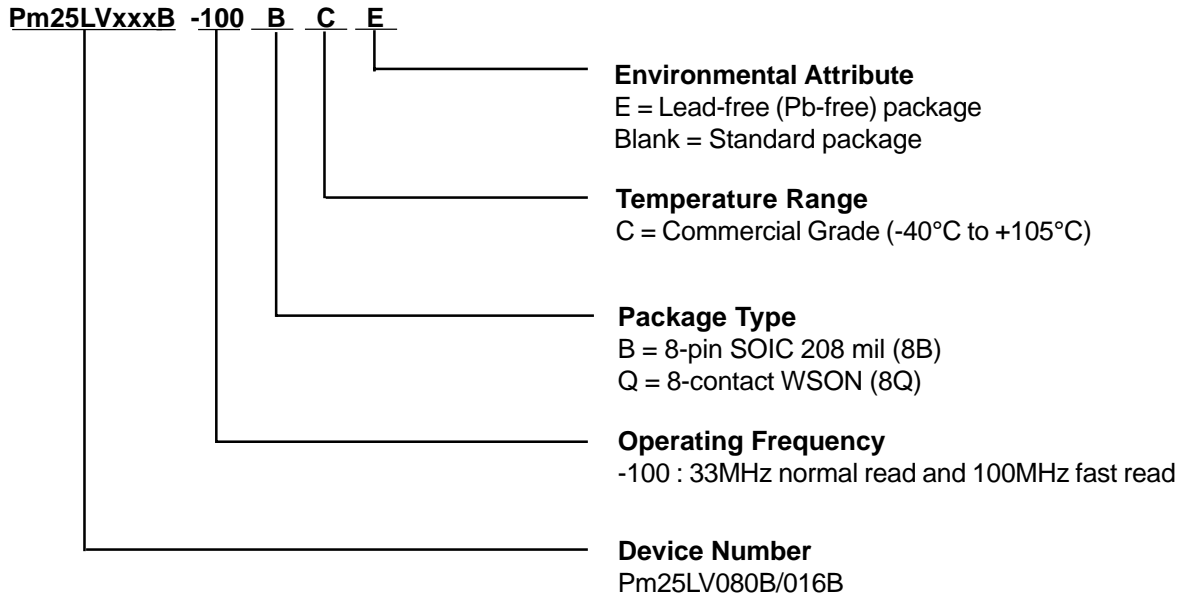 Pm25LVxxxB -100 B C E
Environmental Attribute
E = Lead-free (Pb-free) package
Blank = Standard package
Temperature Range
C = Commercial Grade (-40°C to +105°C)
Package Type
B = 8-pin SOIC 208 mil (8B)
Q = 8-contact WSON (8Q)
Operating Frequency
-100 : 33MHz normal read and 100MHz fast read
Device Number
Pm25LV080B/016B